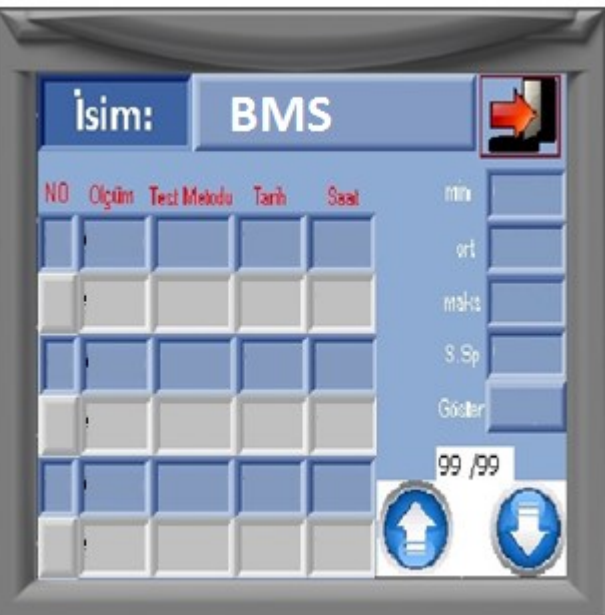 İsim: BMS
NO Ölçüm Test Metodu Tarih Saat
min
ort
maks
S.Sp
Göster
99 /99